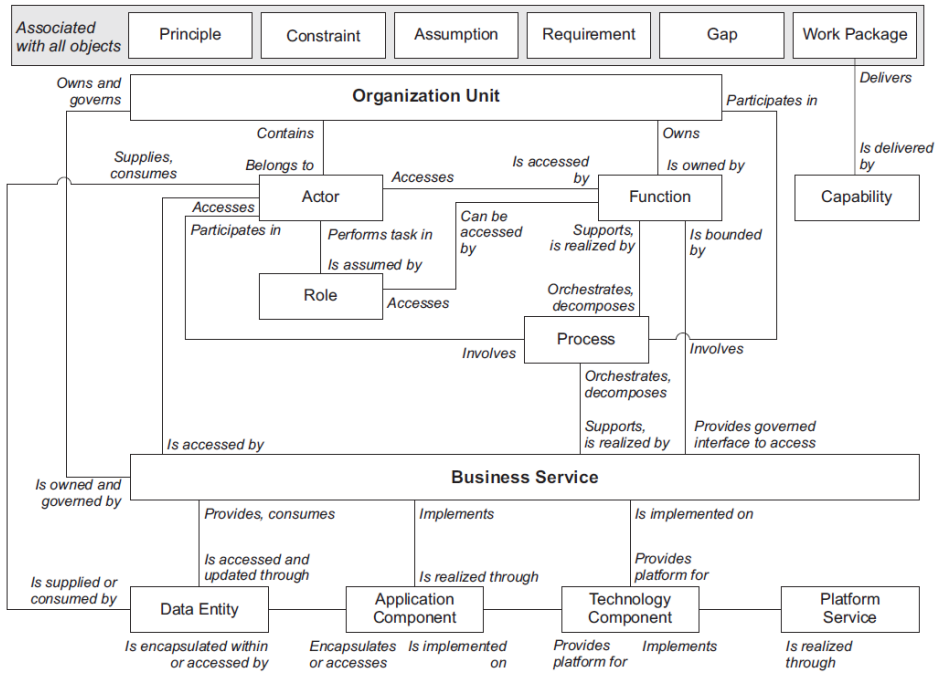 Associated
with all objects
Principle
Constraint
Assumption
Requirement
Gap
Work Package
Owns and
governs
Organization Unit
Participates in
Delivers
Contains
Owns
Supplies,
consumes
Belongs to
Accesses
Is accessed
by
Is owned by
Is delivered
by
Actor
Function
Capability
Accesses
Participates in
Performs task in
Can be
accessed
by
Supports,
is realized by
Is bounded
by
Is assumed by
Role
Accesses
Orchestrates,
decomposes
Process
Involves
Involves
Orchestrates,
decomposes
Is accessed by
Supports,
is realized by
Provides governed
interface to access
Business Service
Is owned and
governed by
Provides, consumes
Implements
Is implemented on
Is accessed and
updated through
Is realized through
Provides
platform for
Is supplied or
consumed by
Data Entity
Application
Component
Technology
Component
Platform
Service
Is encapsulated within
or accessed by
Encapsulates
or accesses
Is implemented
on
Provides
platform for
Implements
Is realized
through